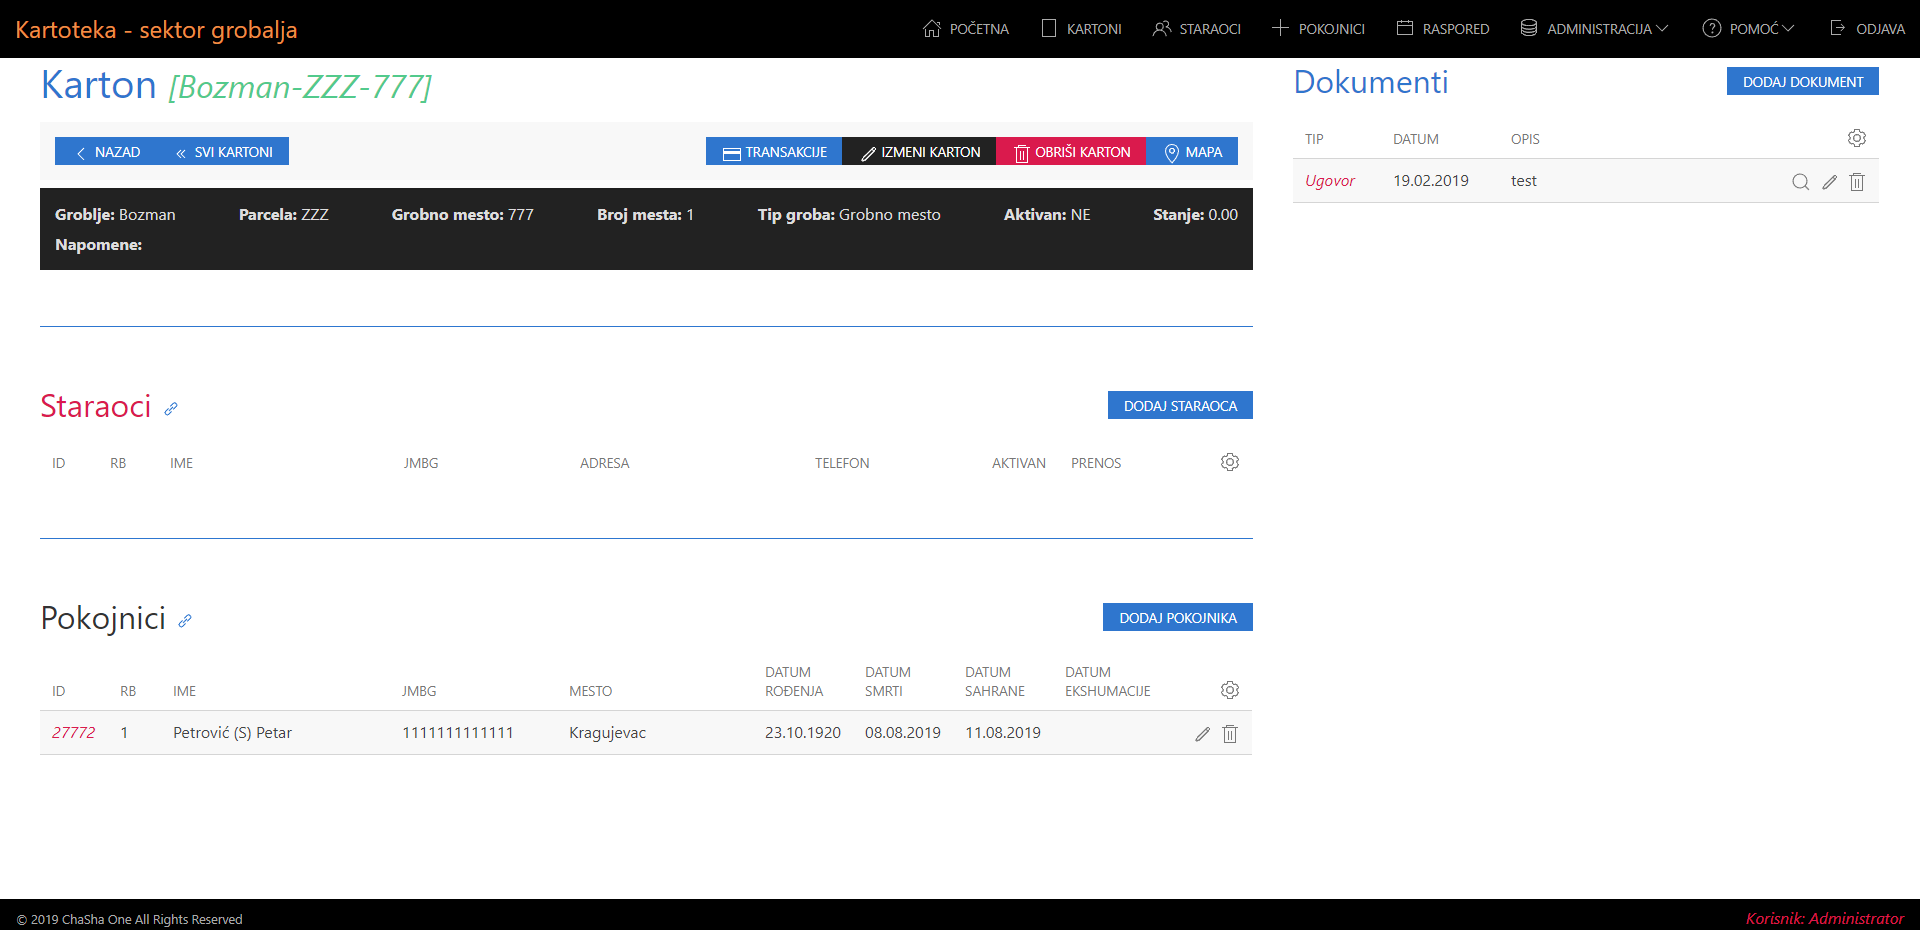 Kartoteka - sektor grobalja
POČETNA KARTONI STARAOCI POKOJNICI RASPORED ADMINISTRACIJA POMOĆ ODJAVA
Karton [Bozman-ZZZ-777]
NAZAD SVI KARTONI TRANSAKCIJE IZMENI KARTON OBRIŠI KARTON MAPA
Groblje: Bozman Parcela: ZZZ Grobno mesto: 777 Broj mesta: 1 Tip groba: Grobno mesto Aktivan: NE Stanje: 0.00
Napomene:
Staraoci DODAJ STARAOCA
ID RB IME JMBG ADRESA TELEFON AKTIVAN PRENOS
Pokojnici DODAJ POKOJNIKA
ID RB IME JMBG MESTO DATUM ROĐENJA DATUM SMRTI DATUM SAHRANE DATUM EKSHUMACIJE
27772 1 Petrović (S) Petar 1111111111111 Kragujevac 23.10.1920 08.08.2019 11.08.2019
Dokumenti DODAJ DOKUMENT
TIP DATUM OPIS
Ugovor 19.02.2019 test
© 2019 ChaSha One All Rights Reserved
Korisnik: Administrator